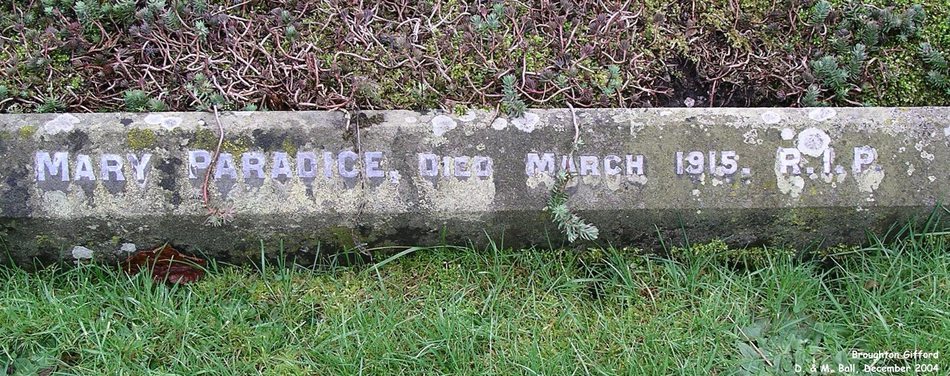 MARY PARADICE. DIED MARCH 1915. R.I.P.
Broughton Gifford
D. & M. Ball, December 2004